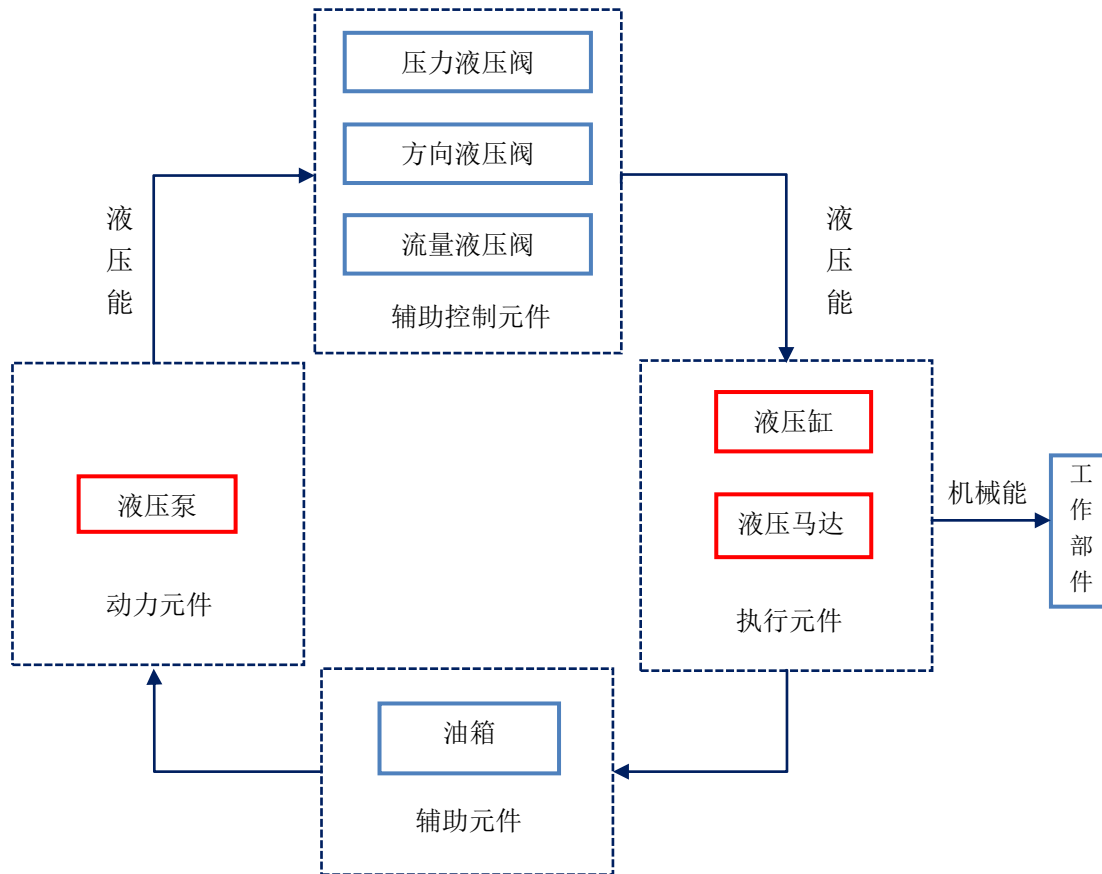 压力液压阀
方向液压阀
流量液压阀
辅助控制元件
液压能
液压能
液压泵
动力元件
液压缸
液压马达
执行元件
机械能
工作部件
油箱
辅助元件